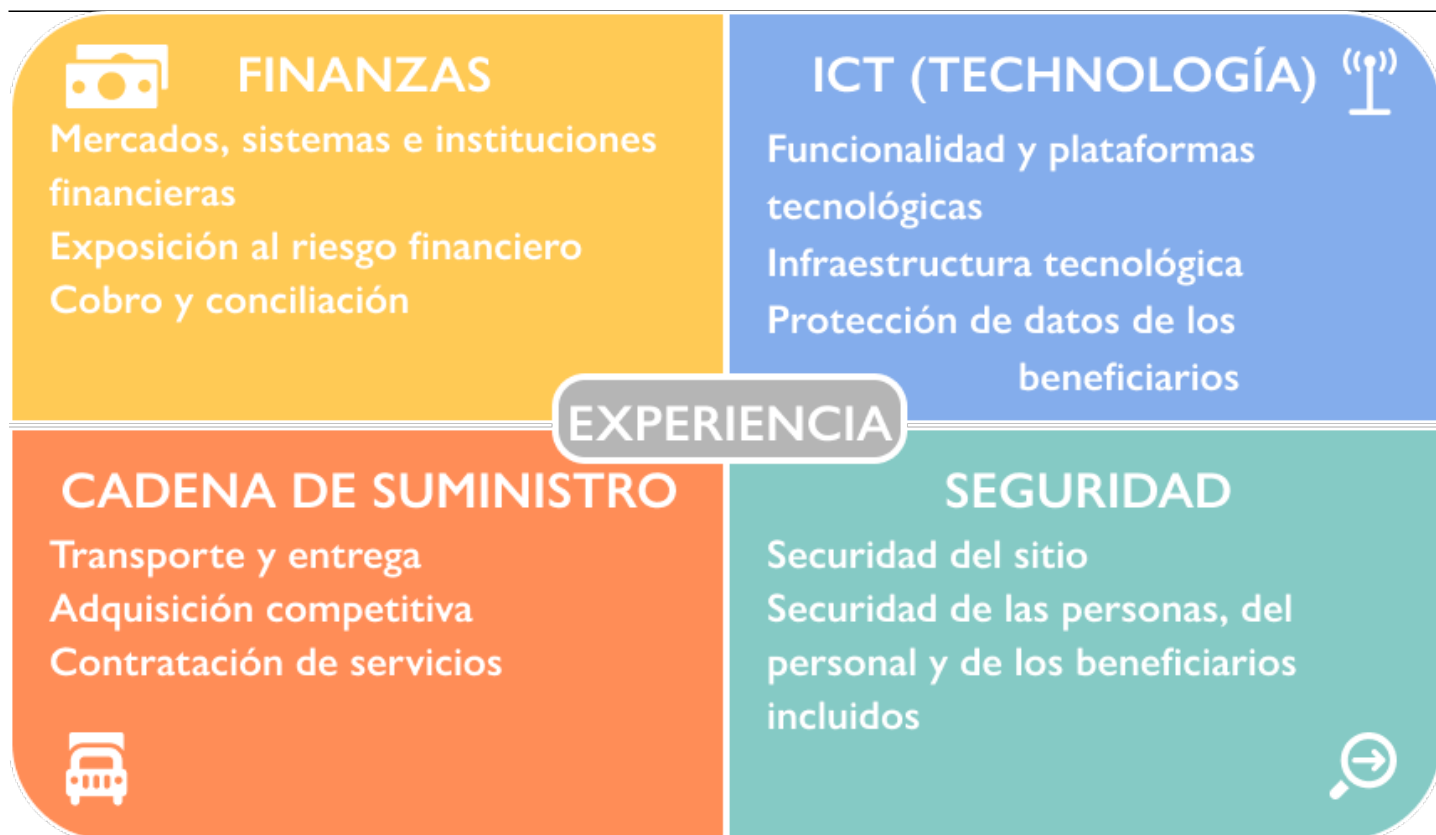 FINANZAS
Mercados, sistemas e instituciones
financieras
Exposición al riesgo financiero
Cobro y conciliación
ICT (TECHNOLOGÍA)
Funcionalidad y plataformas
tecnológicas
Infraestructura tecnológica
Protección de datos de los
beneficiarios
EXPERIENCIA
CADENA DE SUMINISTRO
Transporte y entrega
Adquisición competitiva
Contratación de servicios
SEGURIDAD
Securidad del sitio
Securidad de las personas, del
personal y de los beneficiarios
incluidos